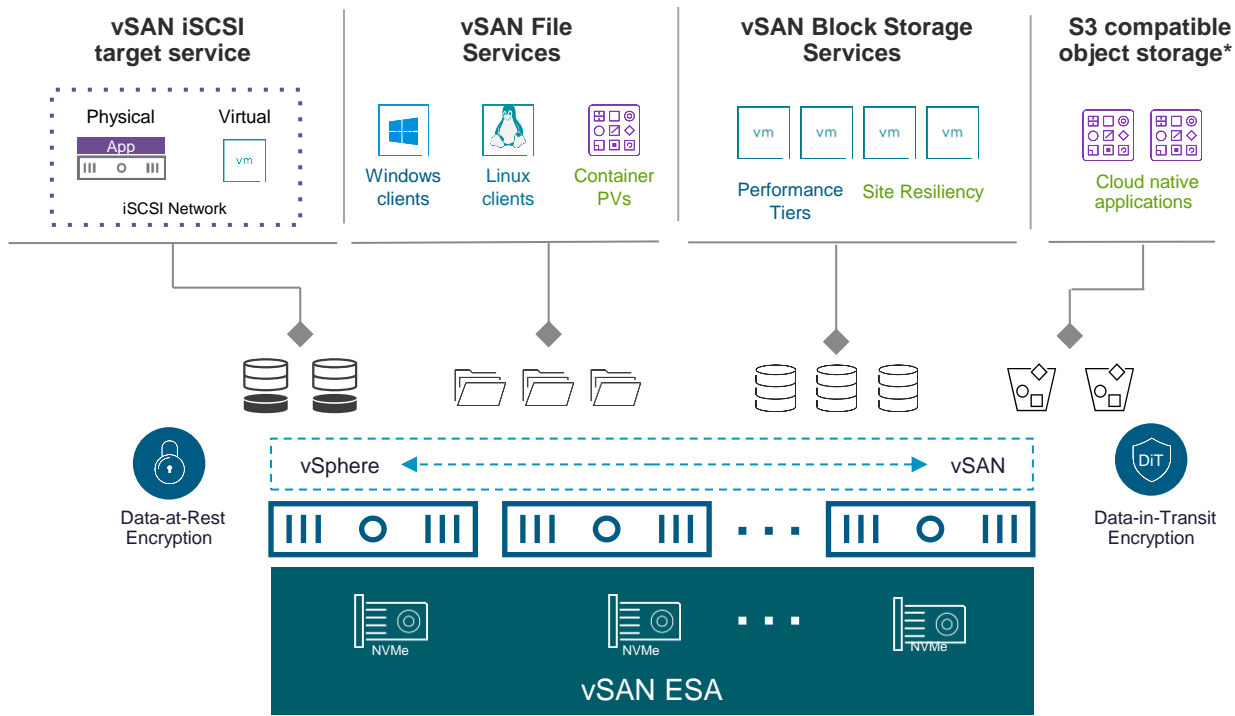 vSAN iSCSI
target service
Physical
Virtual
App
vm
iSCSI Network
vSAN File
Services
Windows
clients
Linux
clients
Container
PVs
vSAN Block Storage
Services
vm
vm
vm
vm
Performance
Tiers
Site Resiliency
S3 compatible
object storage*
Cloud native
applications
Data-at-Rest
Encryption
vSphere
vSAN
DiT
Data-in-Transit
Encryption
NVMe
NVMe
NVMe
vSAN ESA